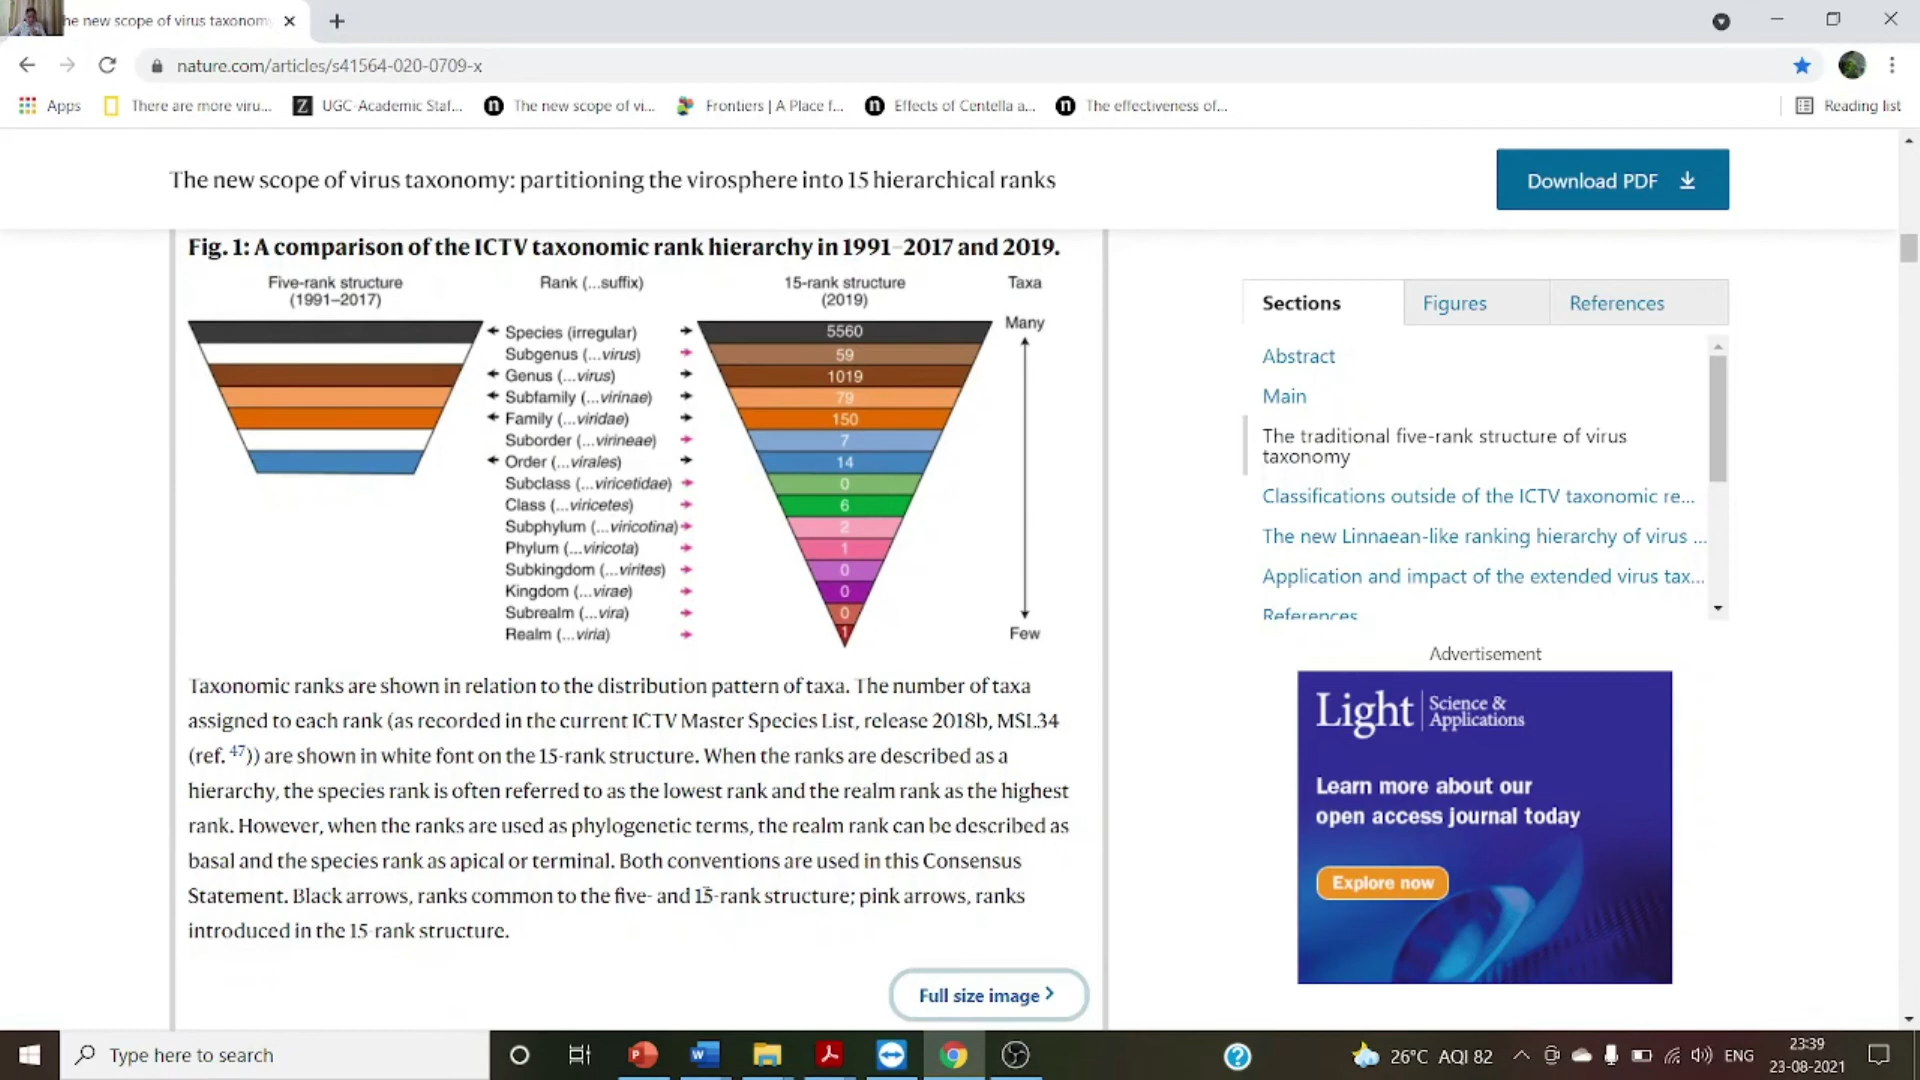 he new scope of virus taxonom
nature.com/articles/s41564-020-0709-x
Apps
There are more viru...
UGC-Academic Staf...
The new scope of vi...
Frontiers | A Place f...
Effects of Centella a...
The effectiveness of...
Reading list
The new scope of virus taxonomy: partitioning the virosphere into 15 hierarchical ranks
Download PDF
Fig. 1: A comparison of the ICTV taxonomic rank hierarchy in 1991–2017 and 2019.
Five-rank structure
(1991–2017)
Rank (...suffix)
15-rank structure
(2019)
Taxa
Many
Species (irregular) 5560
Subgenus (...virus) 59
Genus (...virus) 1019
Subfamily (...virinae) 79
Family (...viridae) 150
Suborder (...virineae) 7
Order (...virales) 14
Subclass (...viricetidae) 0
Class (...viricetes) 6
Subphylum (...viricotina) 2
Phylum (...viricota) 1
Subkingdom (...virites) 0
Kingdom (...virae) 0
Subrealm (...vira) 0
Realm (...viria) 1
Few
Taxonomic ranks are shown in relation to the distribution pattern of taxa. The number of taxa
assigned to each rank (as recorded in the current ICTV Master Species List, release 2018b, MSL34
(ref. 47)) are shown in white font on the 15-rank structure. When the ranks are described as a
hierarchy, the species rank is often referred to as the lowest rank and the realm rank as the highest
rank. However, when the ranks are used as phylogenetic terms, the realm rank can be described as
basal and the species rank as apical or terminal. Both conventions are used in this Consensus
Statement. Black arrows, ranks common to the five- and 15-rank structure; pink arrows, ranks
introduced in the 15-rank structure.
Full size image
Sections
Figures
References
Abstract
Main
The traditional five-rank structure of virus
taxonomy
Classifications outside of the ICTV taxonomic re...
The new Linnaean-like ranking hierarchy of virus ...
Application and impact of the extended virus tax...
References
Advertisement
Light Science &
Applications
Learn more about our
open access journal today
Explore now
Type here to search
26°C AQI 82
ENG
23:39
23-08-2021